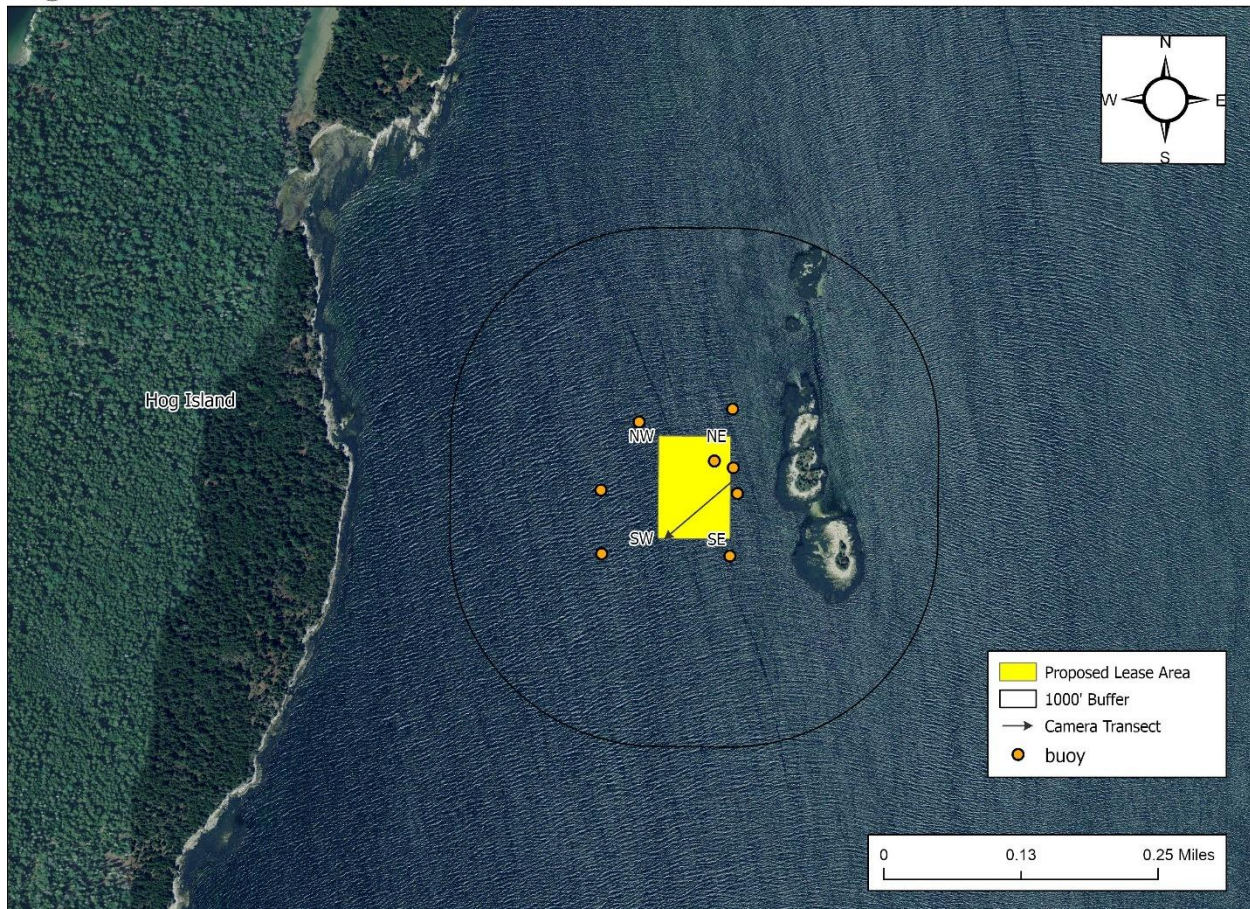 N
W E
S
Hog Island
NW NE
SW SE
Proposed Lease Area
1000' Buffer
Camera Transect
buoy
0 0.13 0.25 Miles